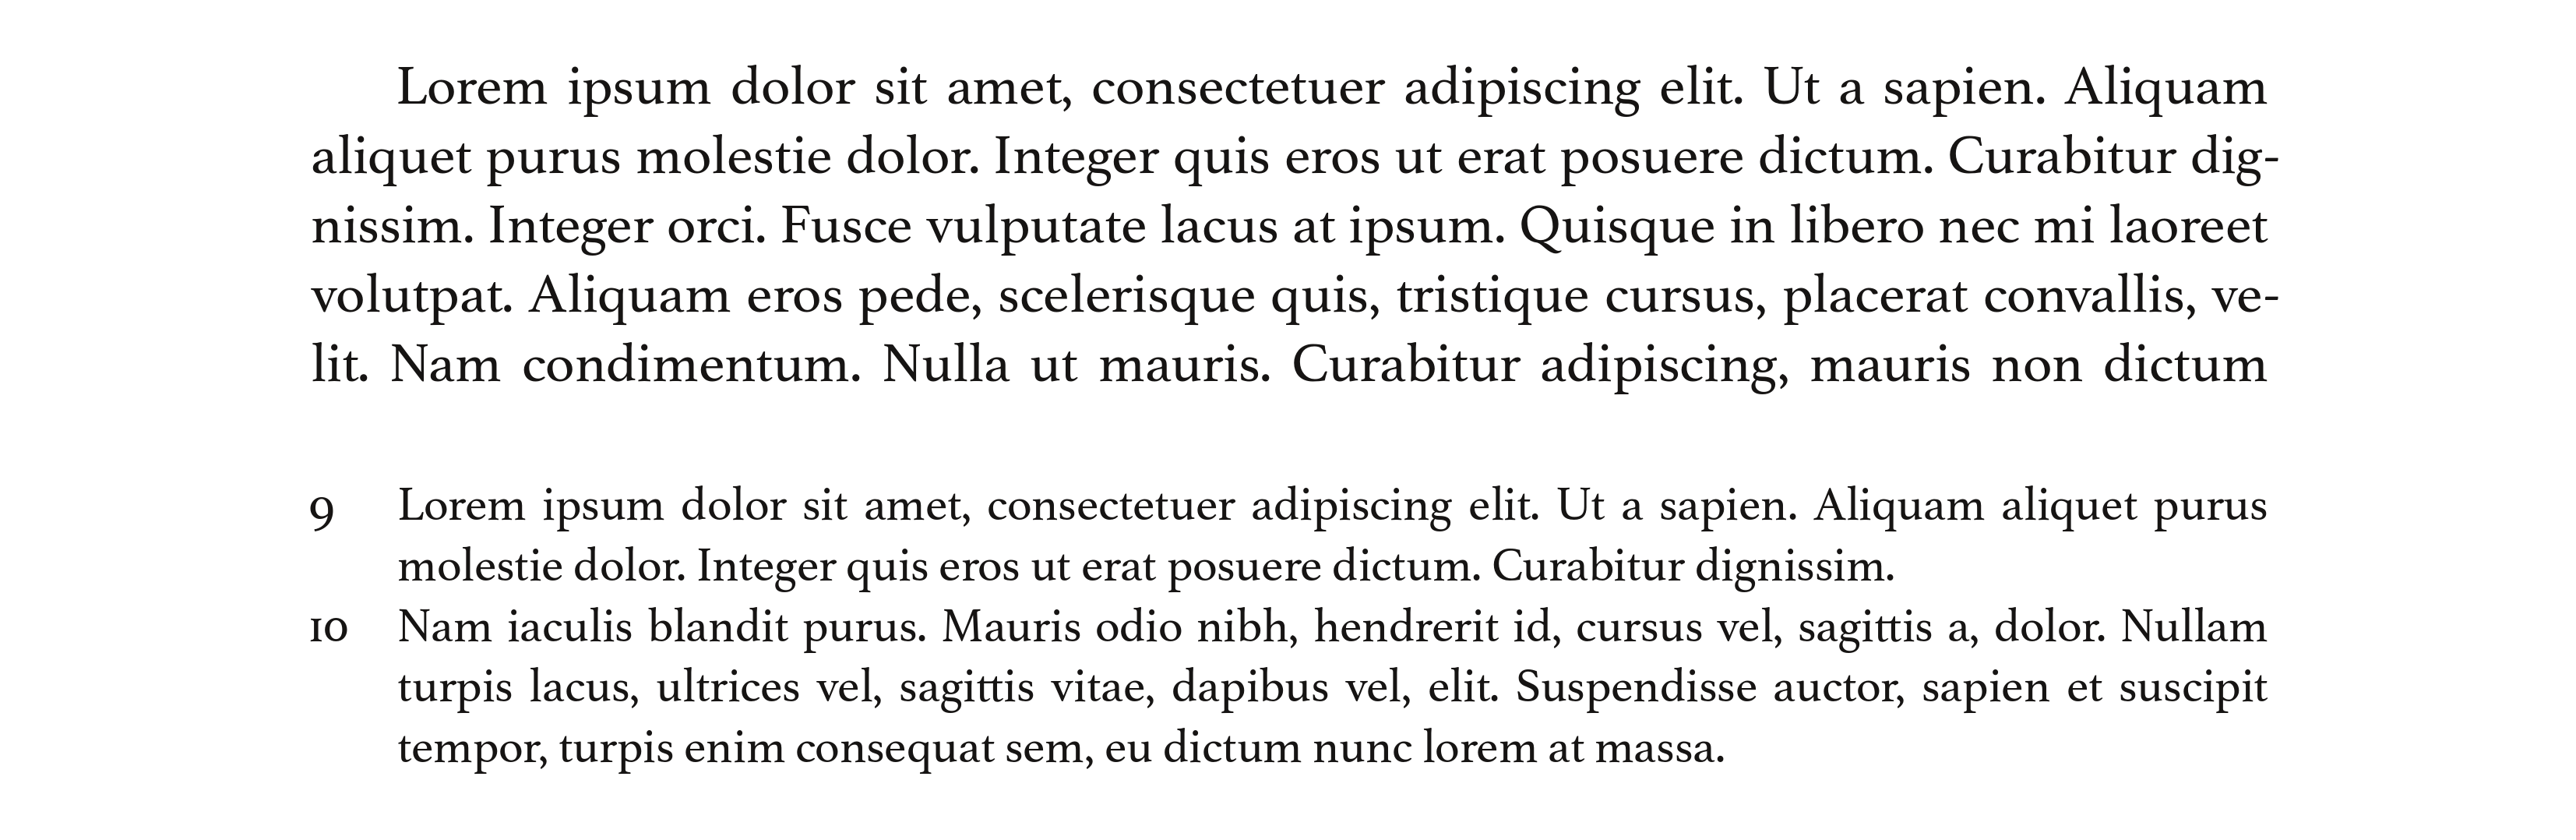 Lorem ipsum dolor sit amet, consectetuer adipiscing elit. Ut a sapien. Aliquam
aliquet purus molestie dolor. Integer quis eros ut erat posuere dictum. Curabitur dig-
nissim. Integer orci. Fusce vulputate lacus at ipsum. Quisque in libero nec mi laoreet
volutpat. Aliquam eros pede, scelerisque quis, tristique cursus, placerat convallis, ve-
lit. Nam condimentum. Nulla ut mauris. Curabitur adipiscing, mauris non dictum
9 Lorem ipsum dolor sit amet, consectetuer adipiscing elit. Ut a sapien. Aliquam aliquet purus
molestie dolor. Integer quis eros ut erat posuere dictum. Curabitur dignissim.
10 Nam iaculis blandit purus. Mauris odio nibh, hendrerit id, cursus vel, sagittis a, dolor. Nullam
turpis lacus, ultrices vel, sagittis vitae, dapibus vel, elit. Suspendisse auctor, sapien et suscipit
tempor, turpis enim consequat sem, eu dictum nunc lorem at massa.